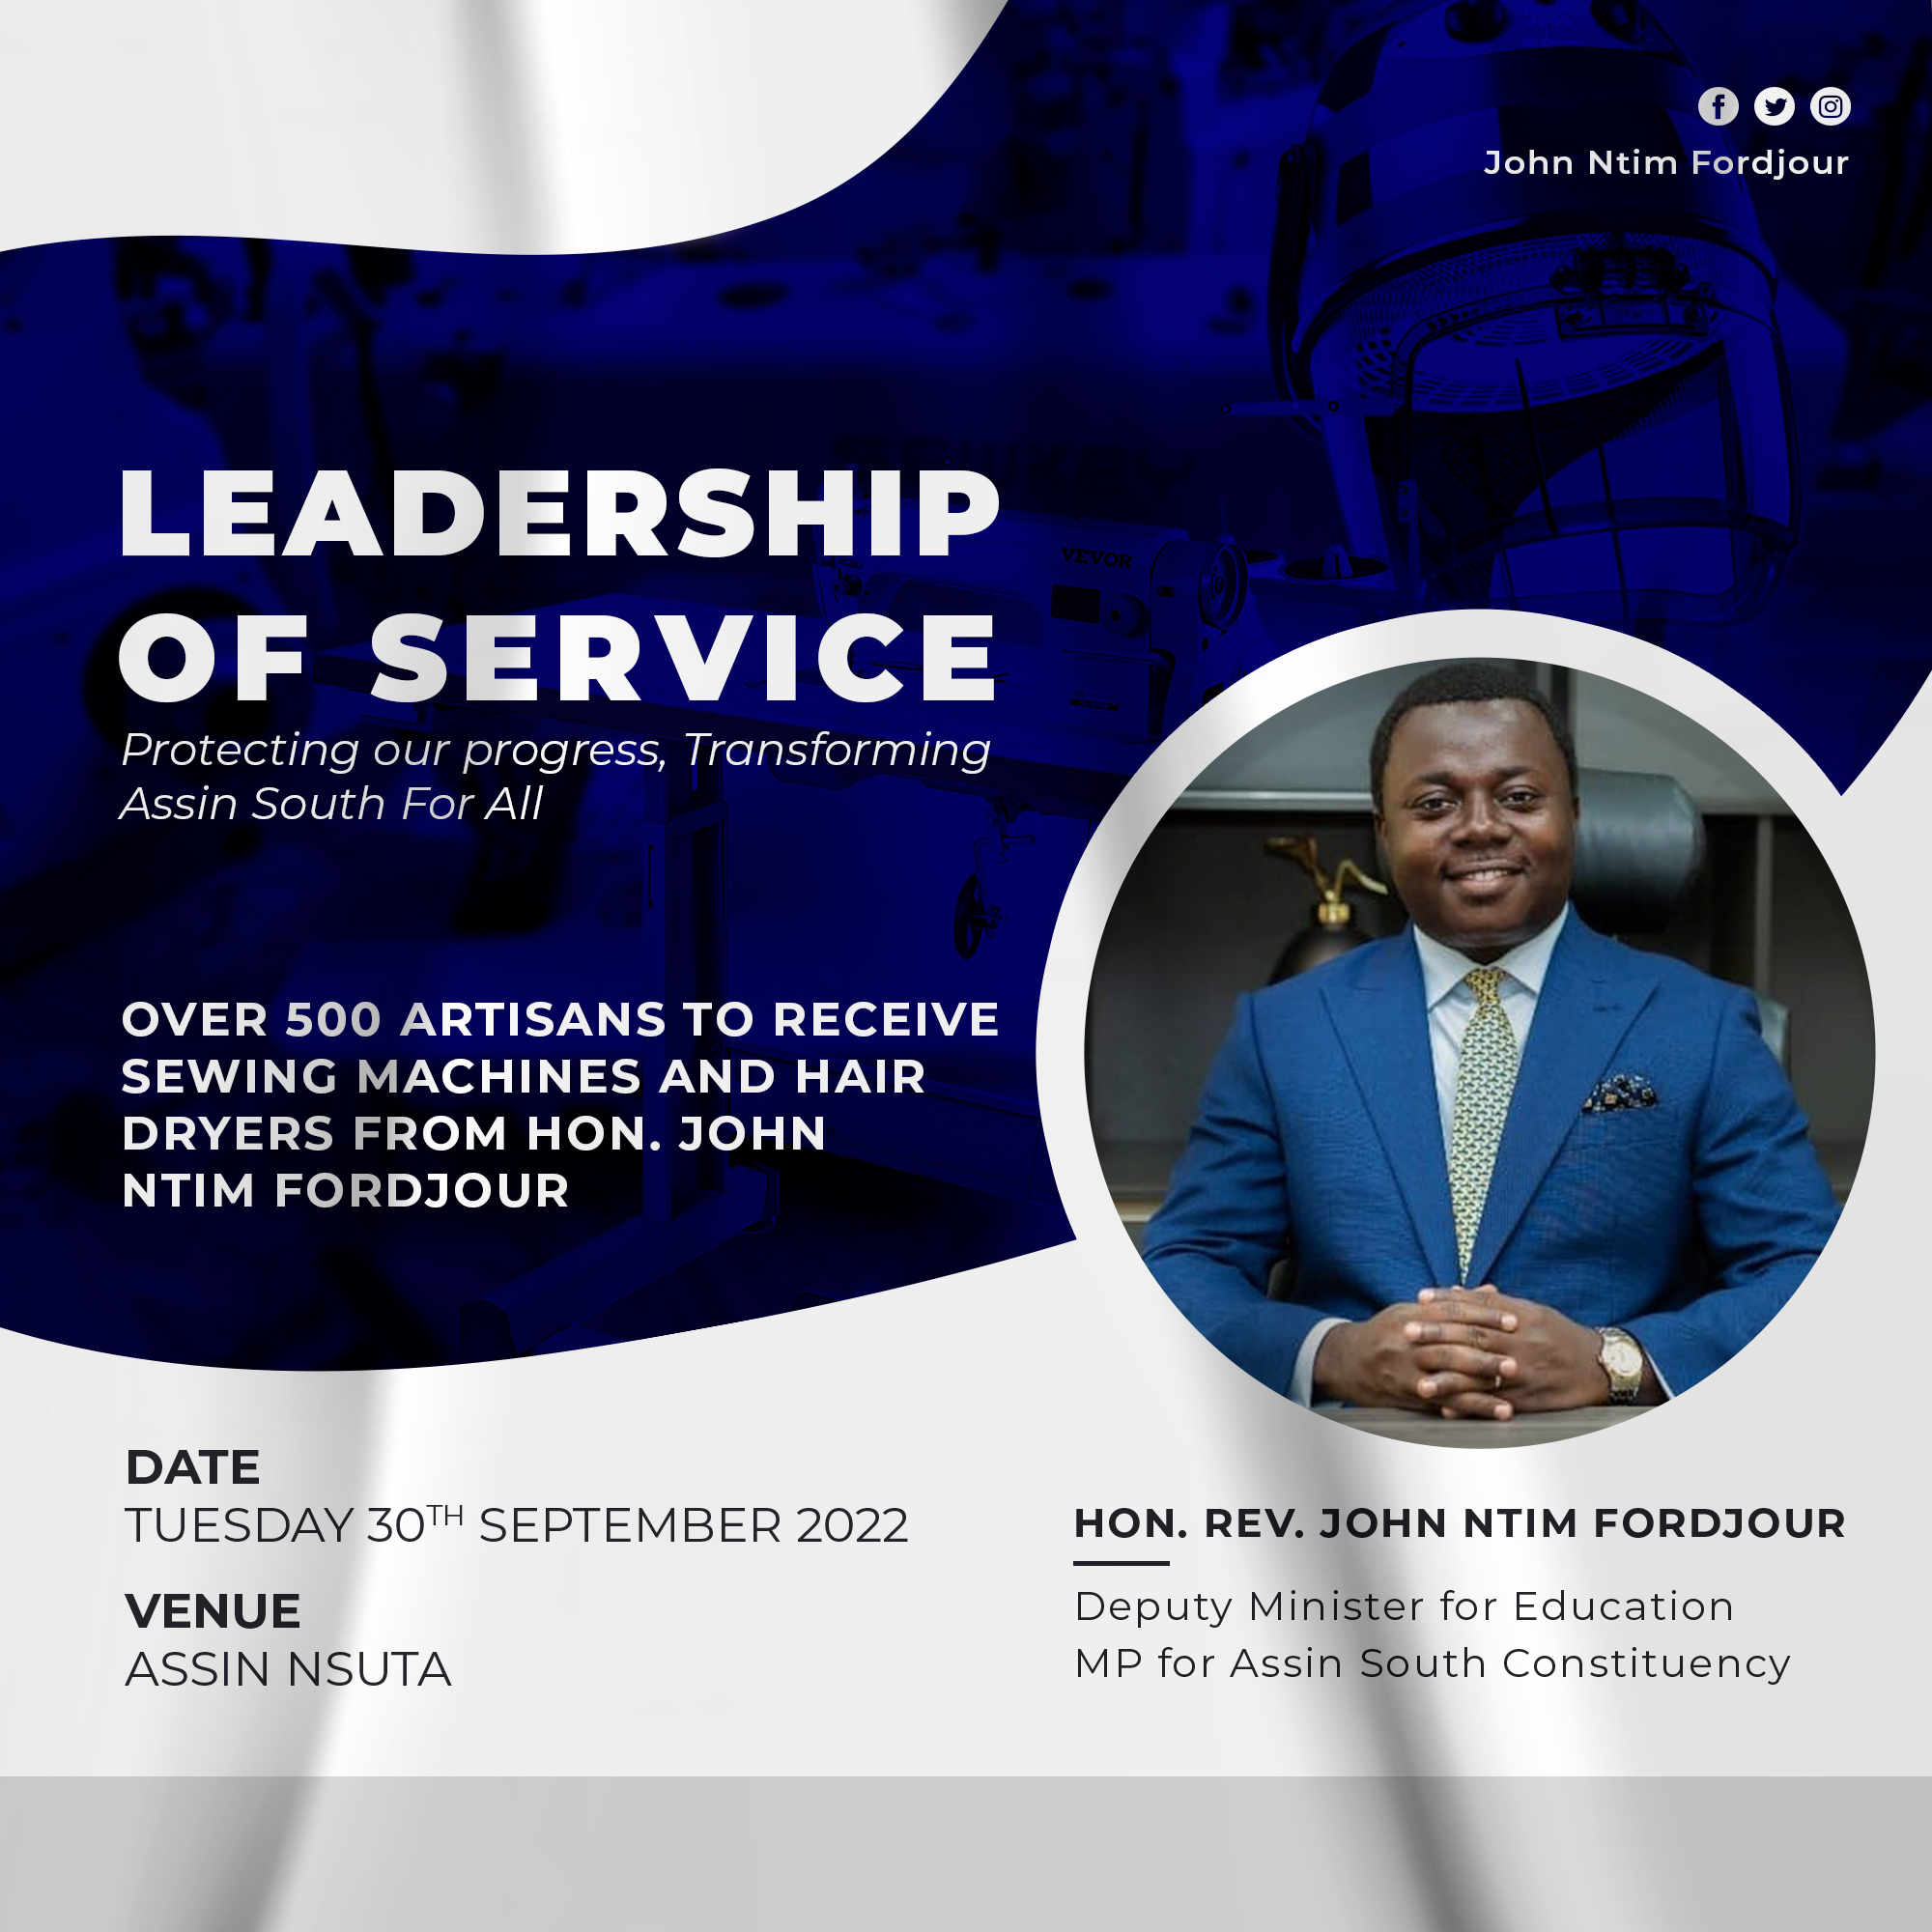 John Ntim Fordjour
LEADERSHIP
OF SERVICE
Protecting our progress, Transforming
Assin South For All
VEVOR
OVER 500 ARTISANS TO RECEIVE
SEWING MACHINES AND HAIR
DRYERS FROM HON. JOHN
NTIM FORDJOUR
DATE
TUESDAY 30TH SEPTEMBER 2022
VENUE
ASSIN NSUTA
HON. REV. JOHN NTIM FORDJOUR
Deputy Minister for Education
MP for Assin South Constituency